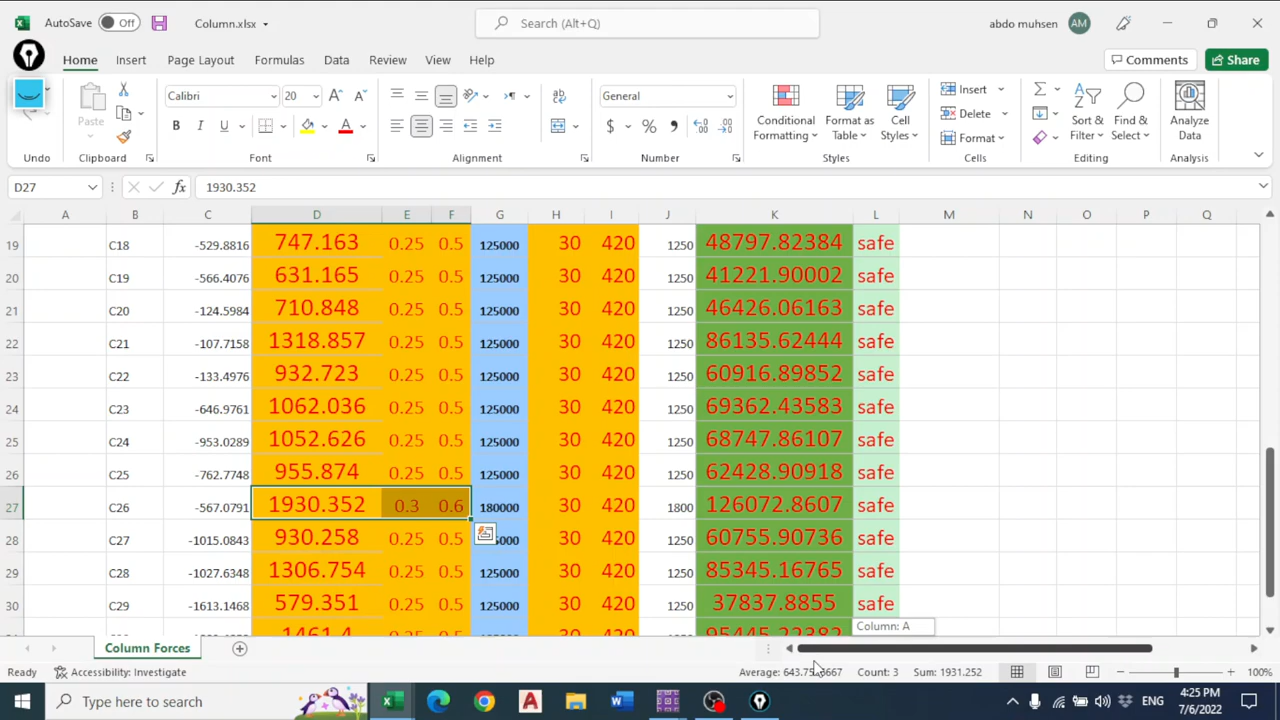 AutoSave Off Column.xlsx Search (Alt+Q) abdo muhsen AM
Home Insert Page Layout Formulas Data Review View Help Comments Share
Paste Calibri 20 General Conditional Formatting Format as Table Cell Styles Insert Delete Format Sort & Filter Find & Select Analyze Data
Undo Clipboard Font Alignment Number Styles Cells Editing Analysis
D27 fx 1930.352
A B C D E F G H I J K L M N O P Q
19 C18 -529.8816 747.163 0.25 0.5 125000 30 420 1250 48797.82384 safe
20 C19 -566.4076 631.165 0.25 0.5 125000 30 420 1250 41221.90002 safe
21 C20 -124.5984 710.848 0.25 0.5 125000 30 420 1250 46426.06163 safe
22 C21 -107.7158 1318.857 0.25 0.5 125000 30 420 1250 86135.62444 safe
23 C22 -133.4976 932.723 0.25 0.5 125000 30 420 1250 60916.89852 safe
24 C23 -646.9761 1062.036 0.25 0.5 125000 30 420 1250 69362.43583 safe
25 C24 -953.0289 1052.626 0.25 0.5 125000 30 420 1250 68747.86107 safe
26 C25 -762.7748 955.874 0.25 0.5 125000 30 420 1250 62428.90918 safe
27 C26 -567.0791 1930.352 0.3 0.6 180000 30 420 1800 126072.8607 safe
28 C27 -1015.0843 930.258 0.25 0.5 30 420 1250 60755.90736 safe
29 C28 -1027.6348 1306.754 0.25 0.5 125000 30 420 1250 85345.16765 safe
30 C29 -1613.1468 579.351 0.25 0.5 125000 30 420 1250 37837.8855 safe
1461.4 95445.22382
Column: A
Column Forces
Ready Accessibility: Investigate Count: 3 Sum: 1931.252 100%
Average:
Type here to search ENG 4:25 PM
7/6/2022